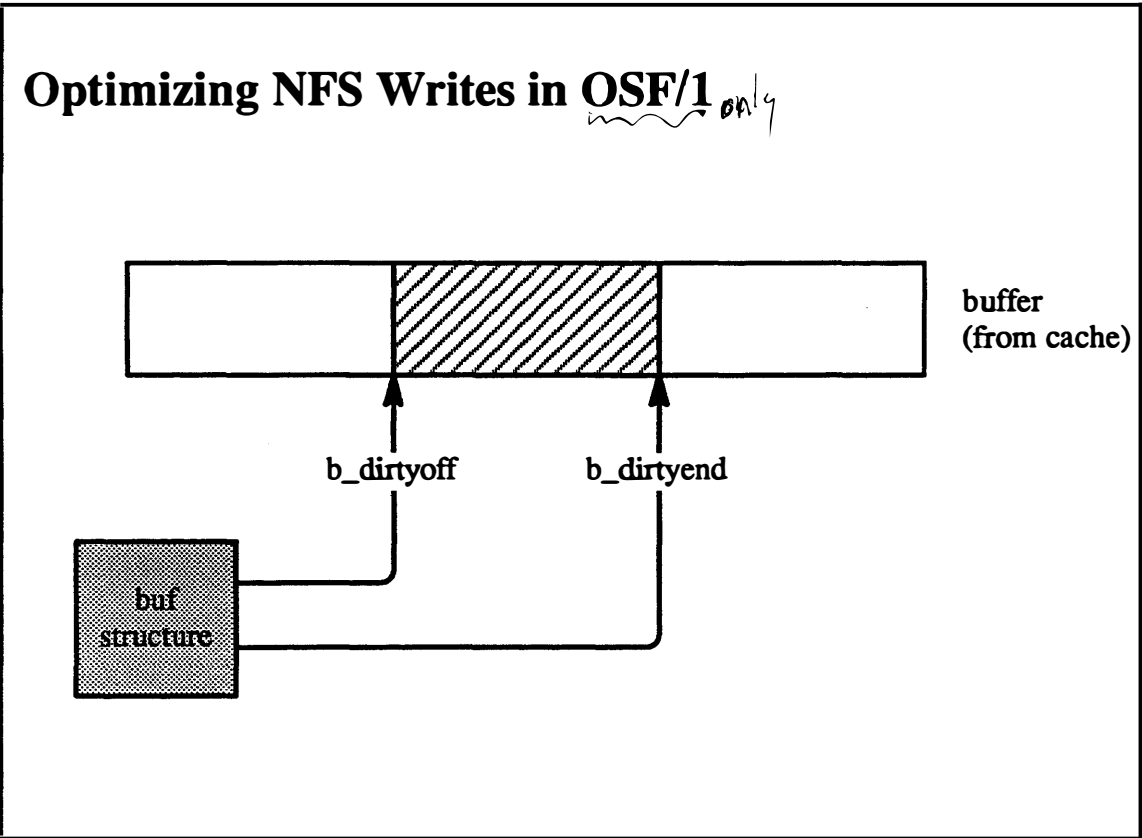 Optimizing NFS Writes in OSF/1 only
buffer
(from cache)
b_dirtyoff b_dirtyend
buf
structure